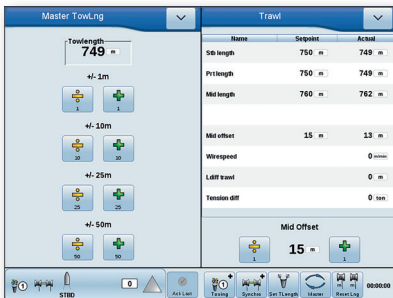 Master TowLng
Towlength
749 m
+/- 1m
1 1
+/- 10m
10 10
+/- 25m
25 25
+/- 50m
50 50
Trawl
Name Setpoint Actual
Stb length 750 m 749 m
Prt length 750 m 749 m
Mid length 760 m 762 m
Mid offset 15 m 13 m
Wirespeed 0 m/min
Ldiff trawl 0 m
Tension diff 0 ton
Mid Offset
1 15 m 1
1 STBD 0 Ack Last 1 Towing Synchro Set TLength Master Reset Lng 00:00:00